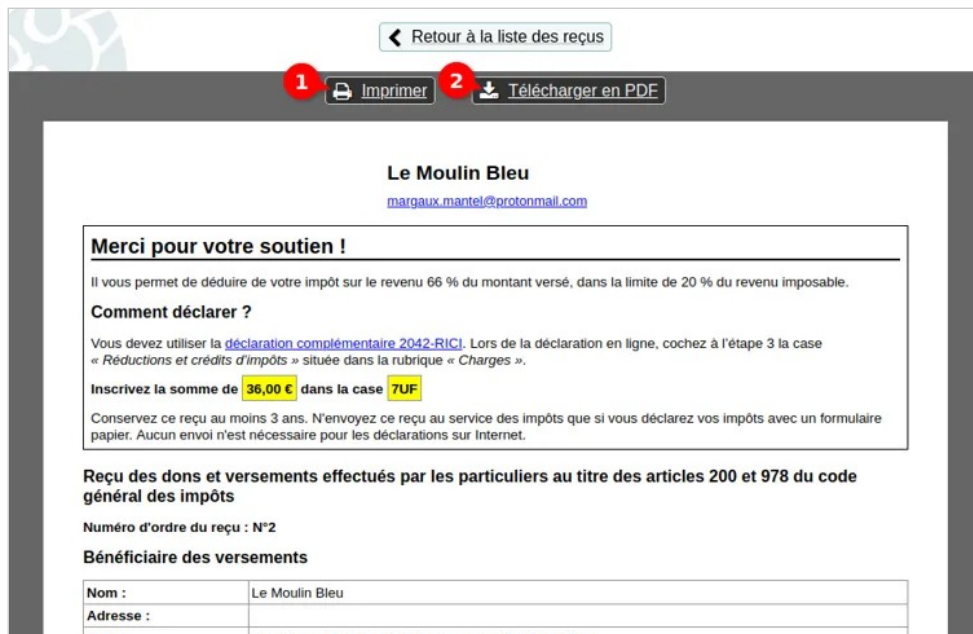 Retour à la liste des reçus
1 Imprimer 2 Télécharger en PDF
Le Moulin Bleu
margaux.mantel@protonmail.com
Merci pour votre soutien !
Il vous permet de déduire de votre impôt sur le revenu 66 % du montant versé, dans la limite de 20 % du revenu imposable.
Comment déclarer ?
Vous devez utiliser la déclaration complémentaire 2042-RICI. Lors de la déclaration en ligne, cochez à l'étape 3 la case
« Réductions et crédits d'impôts » située dans la rubrique « Charges ».
Inscrivez la somme de 36,00 € dans la case 7UF
Conservez ce reçu au moins 3 ans. N'envoyez ce reçu au service des impôts que si vous déclarez vos impôts avec un formulaire
papier. Aucun envoi n'est nécessaire pour les déclarations sur Internet.
Reçu des dons et versements effectués par les particuliers au titre des articles 200 et 978 du code
général des impôts
Numéro d'ordre du reçu : N°2
Bénéficiaire des versements
Nom : Le Moulin Bleu
Adresse :